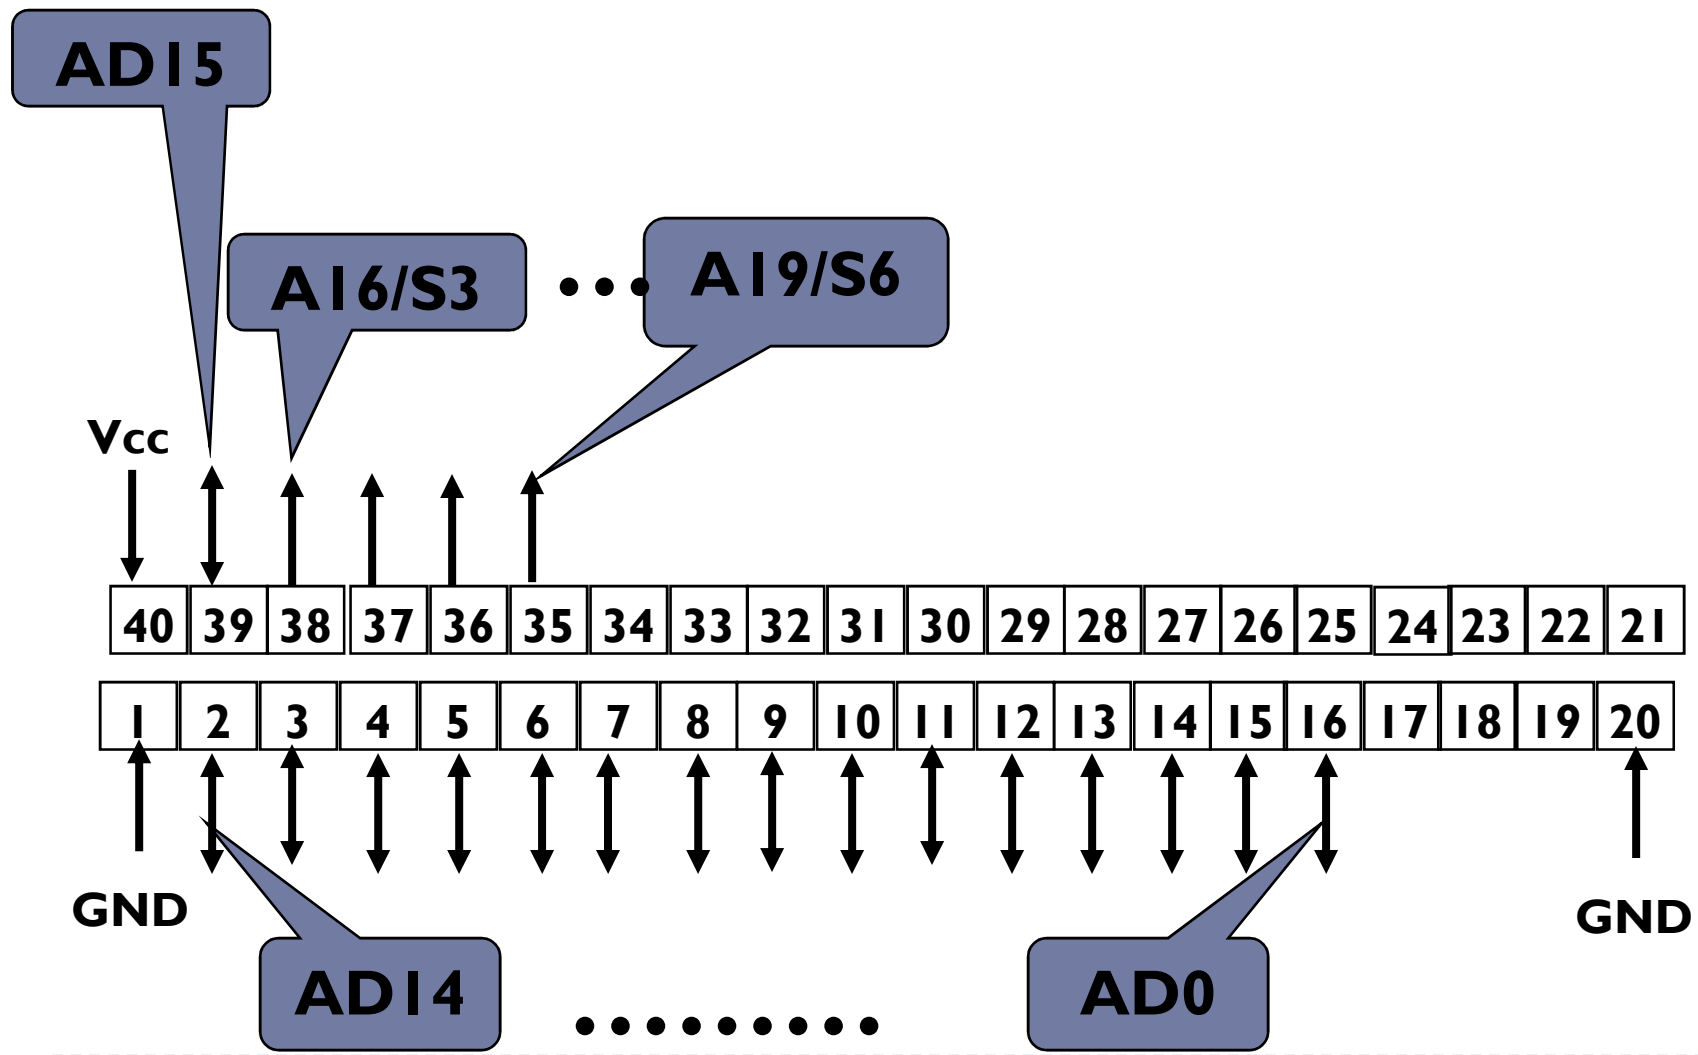 AD15
A16/S3 ••• A19/S6
Vcc
40 39 38 37 36 35 34 33 32 31 30 29 28 27 26 25 24 23 22 21
1 2 3 4 5 6 7 8 9 10 11 12 13 14 15 16 17 18 19 20
GND GND
AD14 ••••••••• AD0